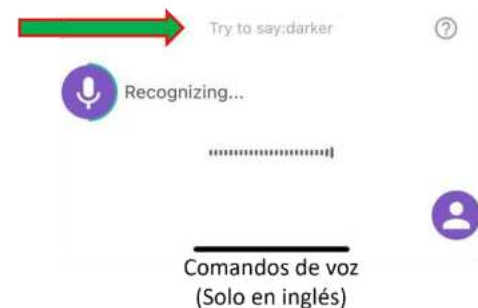 Try to say:darker
Recognizing...
Comandos de voz
(Solo en inglés)